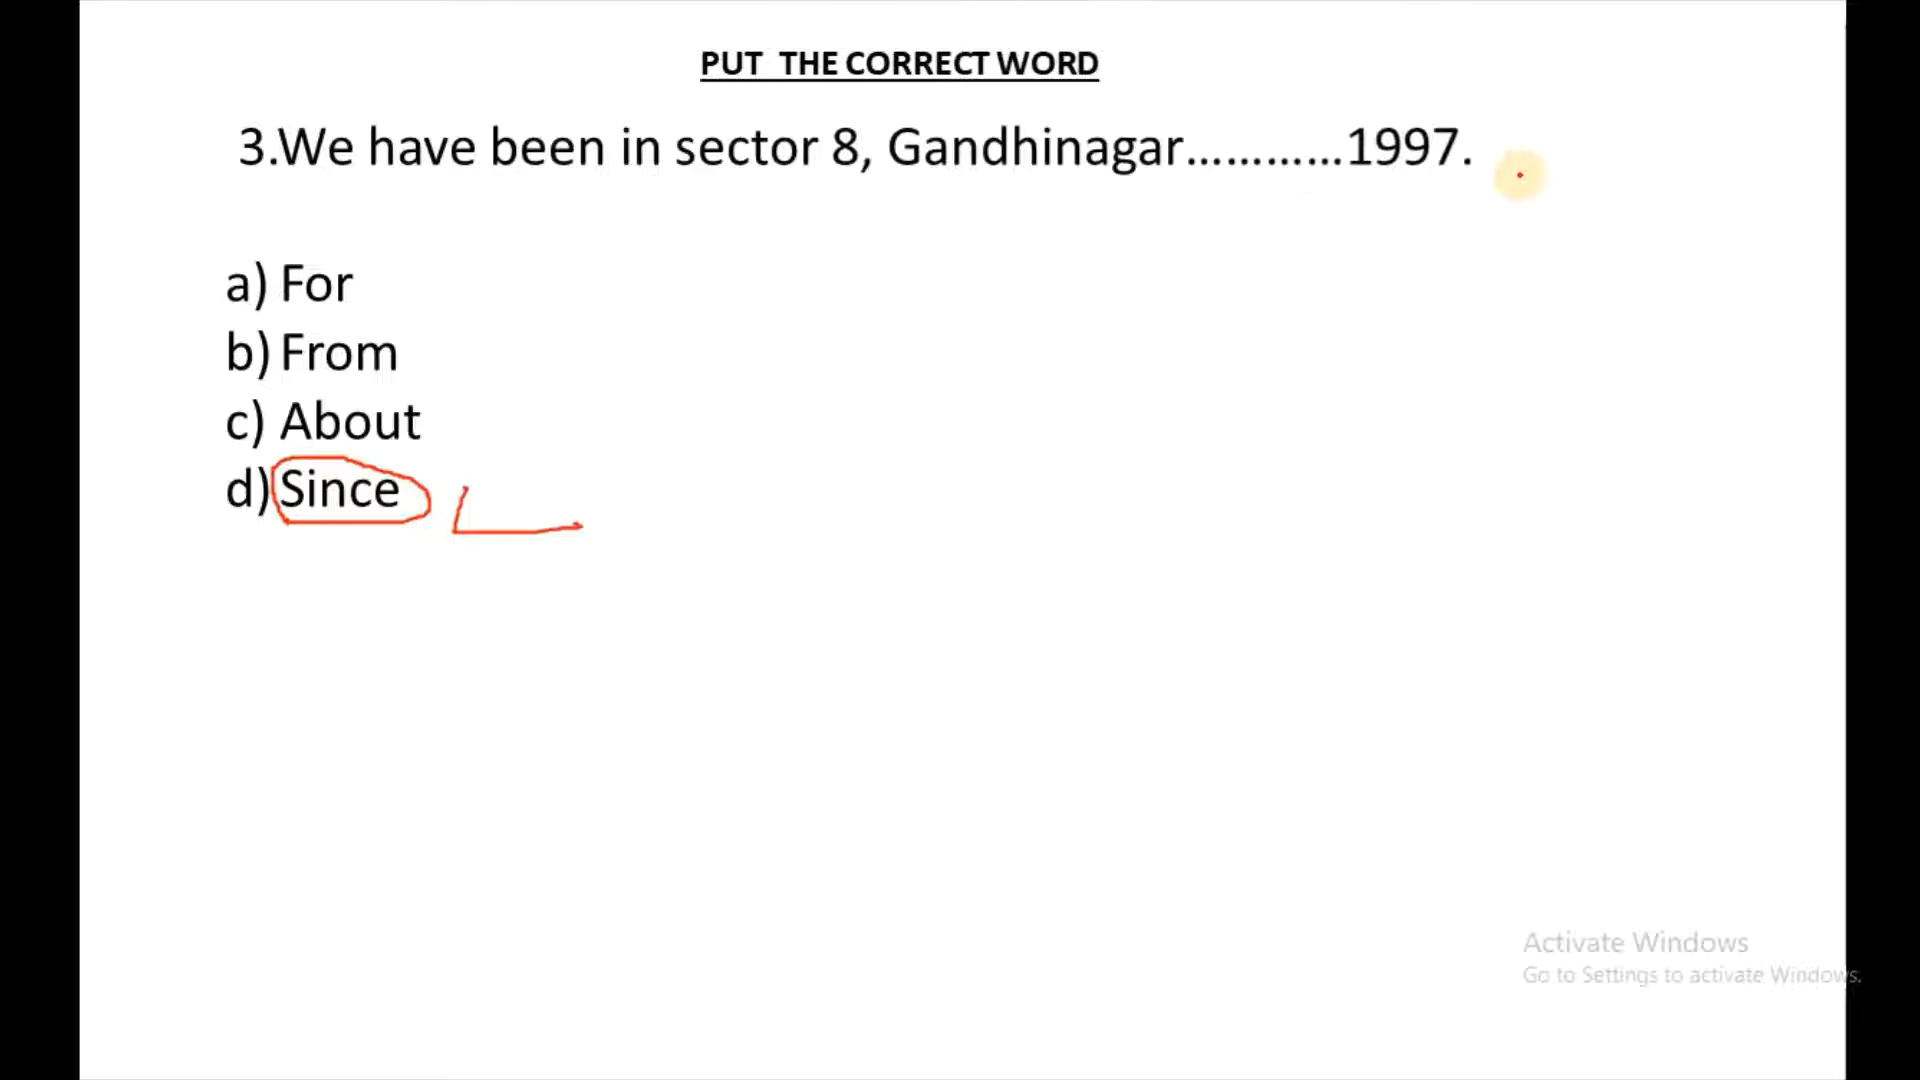 PUT THE CORRECT WORD
3.We have been in sector 8, Gandhinagar............1997.
a) For
b) From
c) About
d) Since
Activate Windows
Go to Settings to activate Windows.